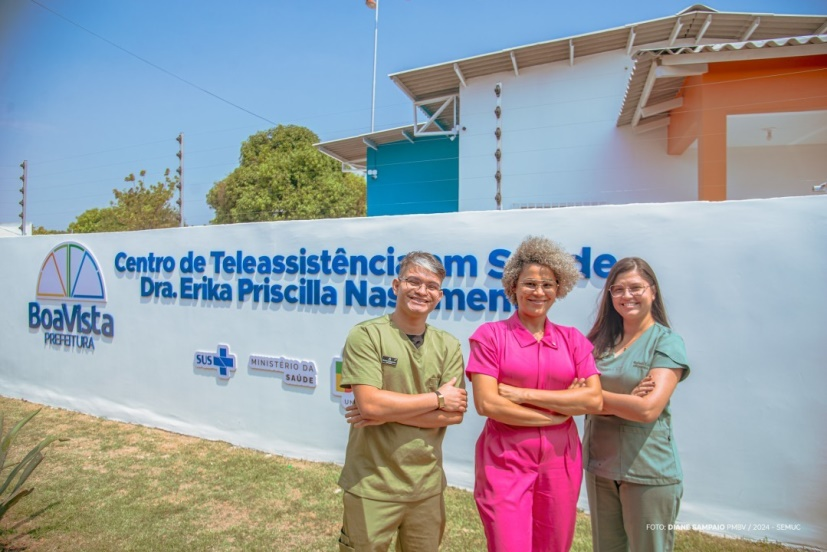 Centro de Teleassistência em Saúde
Dra. Erika Priscilla Nascimento
BoaVista
PREFEITURA
SUS
MINISTÉRIO DA
SAÚDE
FOTO: DIANE SAMPAIO PMBV / 2024 - SEMUC